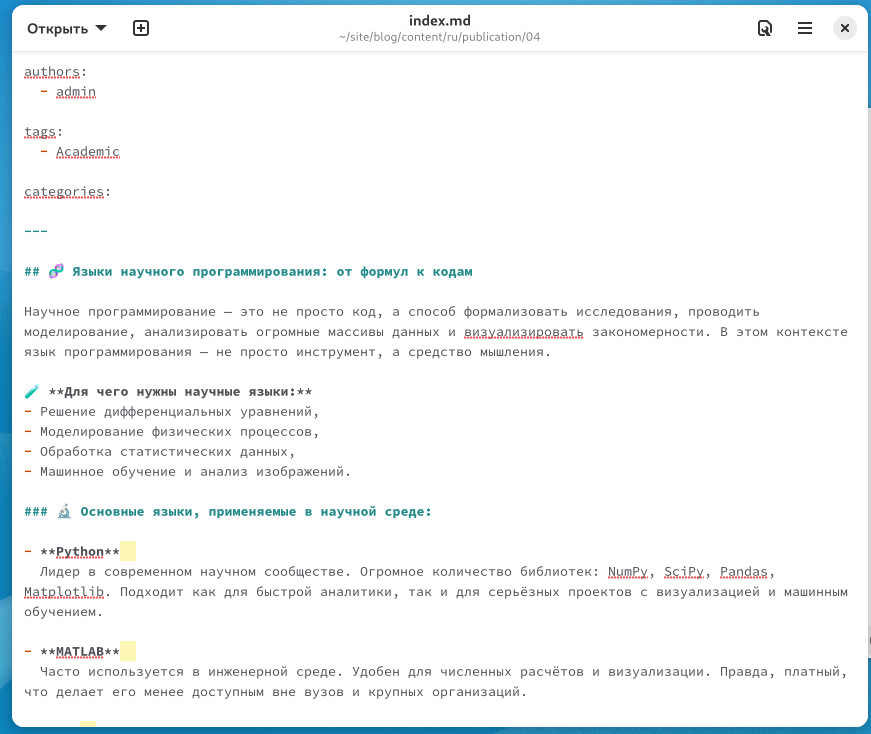 Открыть
index.md
~/site/blog/content/ru/publication/04
authors:
- admin
tags:
- Academic
categories:
---
## 🧬 Языки научного программирования: от формул к кодам
Научное программирование — это не просто код, а способ формализовать исследования, проводить
моделирование, анализировать огромные массивы данных и визуализировать закономерности. В этом контексте
язык программирования — не просто инструмент, а средство мышления.
🧪 **Для чего нужны научные языки:**
- Решение дифференциальных уравнений,
- Моделирование физических процессов,
- Обработка статистических данных,
- Машинное обучение и анализ изображений.
### 🔬 Основные языки, применяемые в научной среде:
- **Python**
Лидер в современном научном сообществе. Огромное количество библиотек: NumPy, SciPy, Pandas,
Matplotlib. Подходит как для быстрой аналитики, так и для серьёзных проектов с визуализацией и машинным
обучением.
- **MATLAB**
Часто используется в инженерной среде. Удобен для численных расчётов и визуализации. Правда, платный,
что делает его менее доступным вне вузов и крупных организаций.